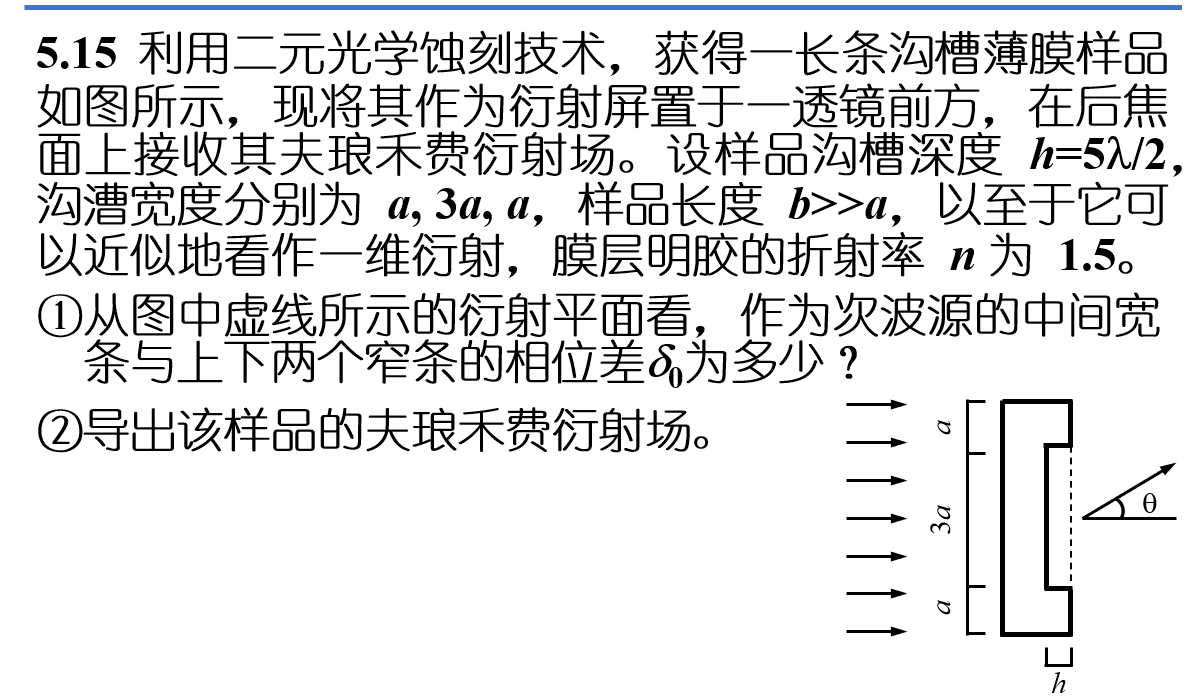 5.15 利用二元光学蚀刻技术，获得一长条沟槽薄膜样品
如图所示，现将其作为衍射屏置于一透镜前方，在后焦
面上接收其夫琅禾费衍射场。设样品沟槽深度 h=5λ/2，
沟漕宽度分别为 a, 3a, a，样品长度 b>>a，以至于它可
以近似地看作一维衍射，膜层明胶的折射率 n 为 1.5。
①从图中虚线所示的衍射平面看，作为次波源的中间宽
条与上下两个窄条的相位差δ₀为多少？
②导出该样品的夫琅禾费衍射场。
a
3a
θ
a
h